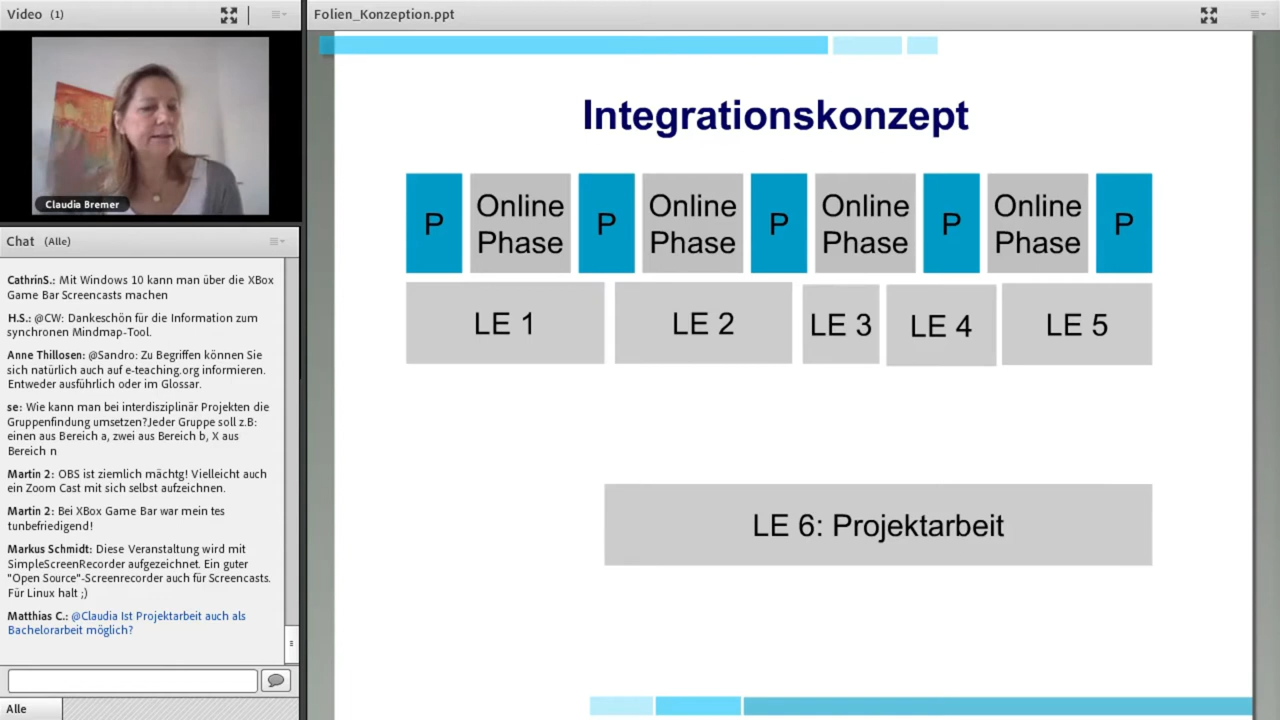 Video (1)
Claudia Bremer
Chat (Alle)
CathrinS.: Mit Windows 10 kann man über die XBox
Game Bar Screencasts machen
H.S.: @CW: Dankeschön für die Information zum
synchronen Mindmap-Tool.
Anne Thillosen: @Sandro: Zu Begriffen können Sie
sich natürlich auch auf e-teaching.org informieren.
Entweder ausführlich oder im Glossar.
se: Wie kann man bei interdisziplinär Projekten die
Gruppenfindung umsetzen?Jeder Gruppe soll z.B:
einen aus Bereich a, zwei aus Bereich b, X aus
Bereich n
Martin 2: OBS ist ziemlich mächtg! Vielleicht auch
ein Zoom Cast mit sich selbst aufzeichnen.
Martin 2: Bei XBox Game Bar war mein tes
tunbefriedigend!
Markus Schmidt: Diese Veranstaltung wird mit
SimpleScreenRecorder aufgezeichnet. Ein guter
"Open Source"-Screenrecorder auch für Screencasts.
Für Linux halt ;)
Matthias C.: @Claudia Ist Projektarbeit auch als
Bachelorarbeit möglich?
Alle
Folien_Konzeption.ppt
Integrationskonzept
P
Online
Phase
P
Online
Phase
P
Online
Phase
P
Online
Phase
P
LE 1
LE 2
LE 3
LE 4
LE 5
LE 6: Projektarbeit